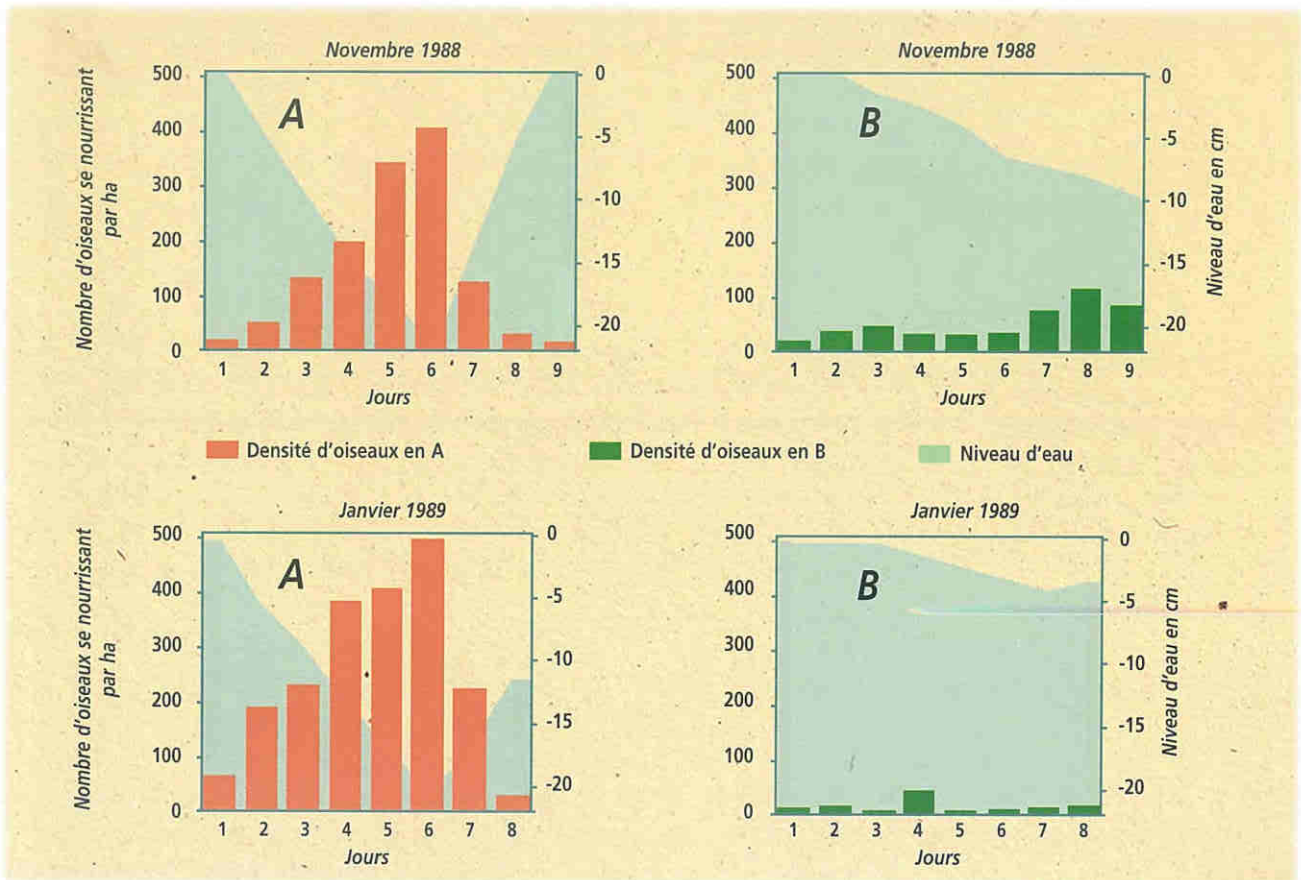 Novembre 1988
Nombre d'oiseaux se nourrissant
par ha
500
400
300
200
100
0
A
0
-5
-10
-15
-20
1 2 3 4 5 6 7 8 9
Jours
Novembre 1988
500
400
300
200
100
0
B
0
-5
-10
-15
-20
Niveau d'eau en cm
1 2 3 4 5 6 7 8 9
Jours
Densité d'oiseaux en A
Densité d'oiseaux en B
Niveau d'eau
Janvier 1989
Nombre d'oiseaux se nourrissant
par ha
500
400
300
200
100
0
A
0
-5
-10
-15
-20
1 2 3 4 5 6 7 8
Jours
Janvier 1989
500
400
300
200
100
0
B
0
-5
-10
-15
-20
Niveau d'eau en cm
1 2 3 4 5 6 7 8
Jours